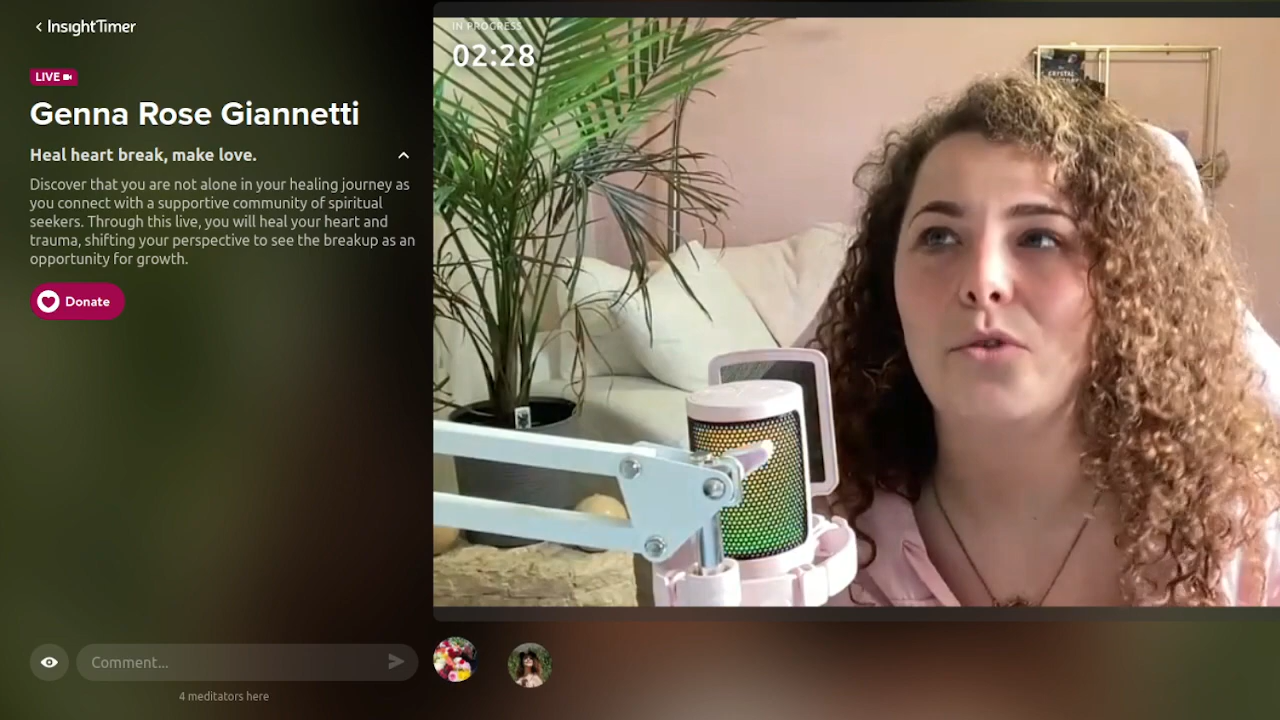 InsightTimer
LIVE
Genna Rose Giannetti
Heal heart break, make love.
Discover that you are not alone in your healing journey as
you connect with a supportive community of spiritual
seekers. Through this live, you will heal your heart and
trauma, shifting your perspective to see the breakup as an
opportunity for growth.
Donate
Comment...
4 meditators here
IN PROGRESS
02:28
CRYSTAL